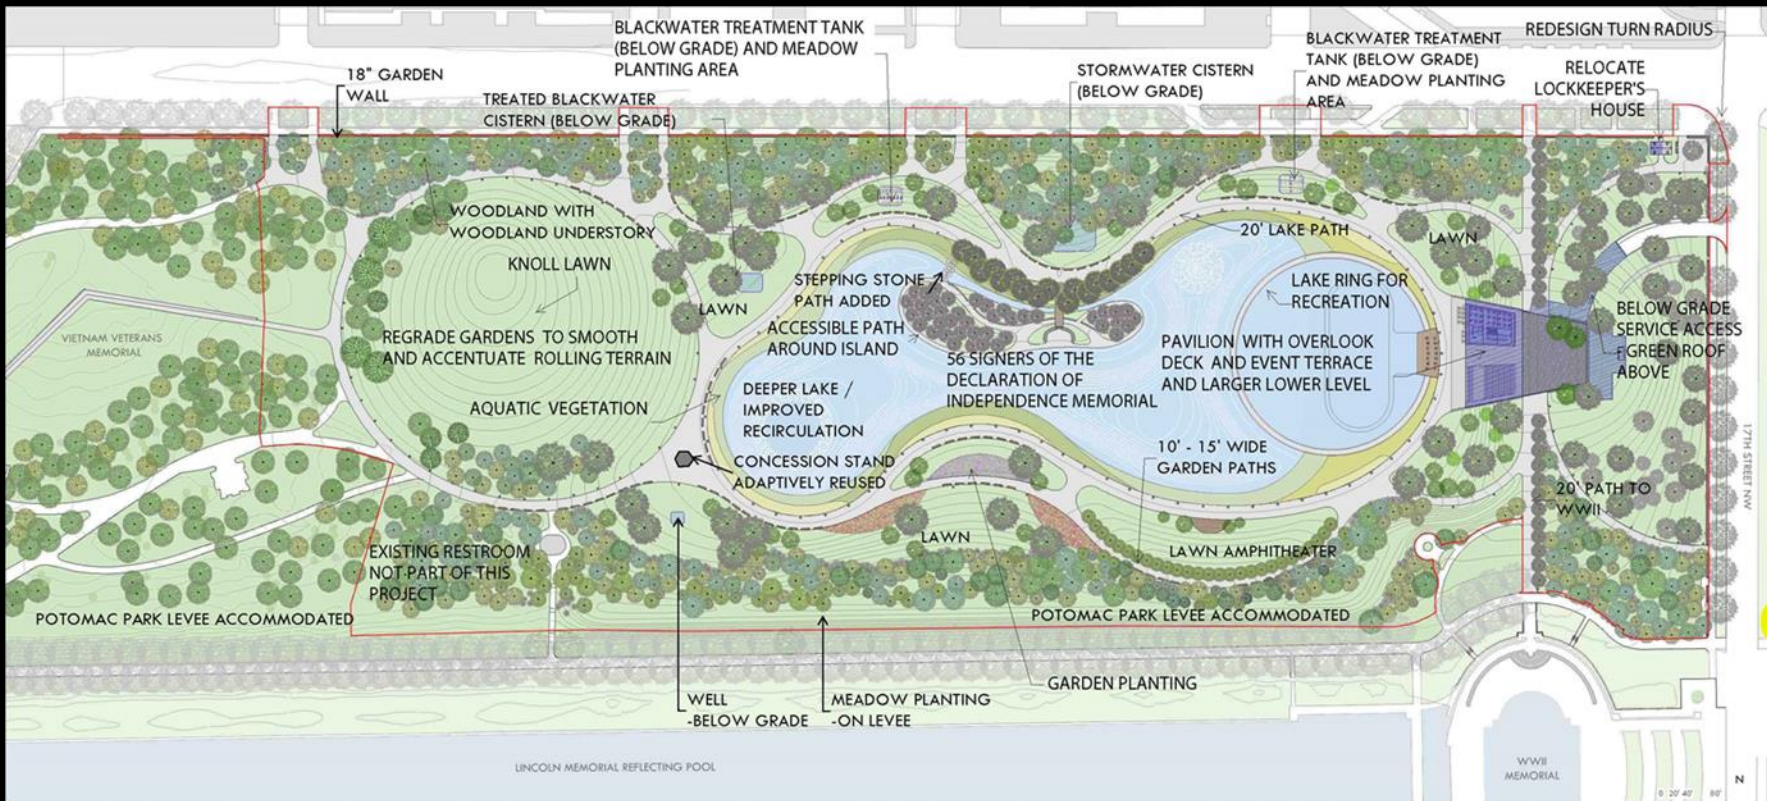 BLACKWATER TREATMENT TANK
(BELOW GRADE) AND MEADOW
PLANTING AREA
REDESIGN TURN RADIUS
BLACKWATER TREATMENT
TANK (BELOW GRADE)
AND MEADOW PLANTING
AREA
18" GARDEN
WALL
STORMWATER CISTERN
(BELOW GRADE)
RELOCATE
LOCKKEEPER'S
HOUSE
TREATED BLACKWATER
CISTERN (BELOW GRADE)
WOODLAND WITH
WOODLAND UNDERSTORY
20' LAKE PATH
LAWN
KNOLL LAWN
STEPPING STONE
PATH ADDED
LAKE RING FOR
RECREATION
LAWN
BELOW GRADE
SERVICE ACCESS
- GREEN ROOF
ABOVE
VIETNAM VETERANS
MEMORIAL
REGRADE GARDENS TO SMOOTH
AND ACCENTUATE ROLLING TERRAIN
ACCESSIBLE PATH
AROUND ISLAND
56 SIGNERS OF THE
DECLARATION OF
INDEPENDENCE MEMORIAL
PAVILION WITH OVERLOOK
DECK AND EVENT TERRACE
AND LARGER LOWER LEVEL
AQUATIC VEGETATION
DEEPER LAKE /
IMPROVED
RECIRCULATION
17TH STREET NW
10' - 15' WIDE
GARDEN PATHS
CONCESSION STAND
ADAPTIVELY REUSED
20' PATH TO
WWII
LAWN
LAWN AMPHITHEATER
EXISTING RESTROOM
NOT PART OF THIS
PROJECT
POTOMAC PARK LEVEE ACCOMMODATED
POTOMAC PARK LEVEE ACCOMMODATED
GARDEN PLANTING
WELL
-BELOW GRADE
MEADOW PLANTING
-ON LEVEE
LINCOLN MEMORIAL REFLECTING POOL
WWII
MEMORIAL
N
0 20' 40' 80'